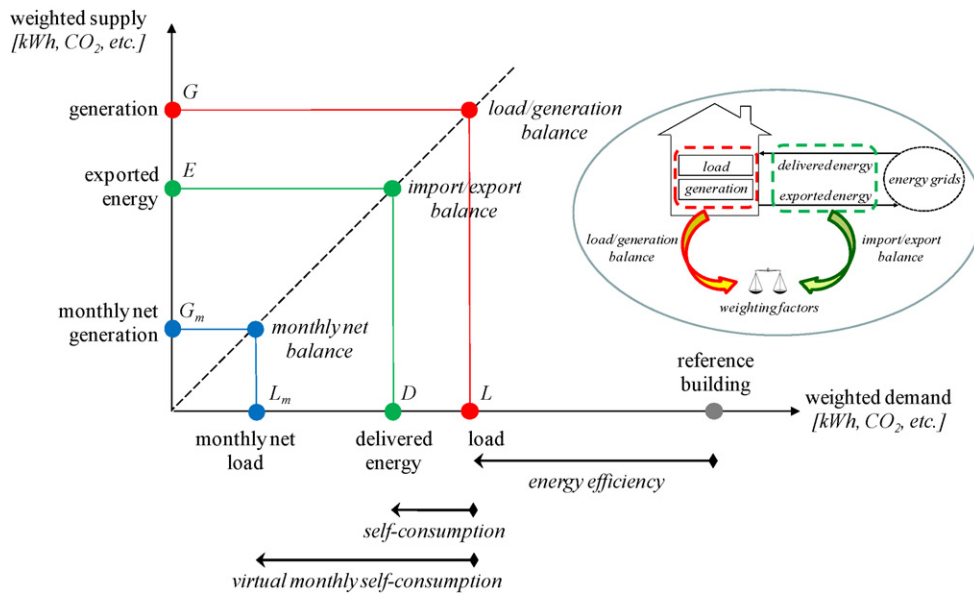 weighted supply
[kWh, CO2, etc.]
generation
G
load/generation
balance
exported
energy
E
import/export
balance
monthly net
generation
Gm
monthly net
balance
Lm
D
L
reference
building
weighted demand
[kWh, CO2, etc.]
monthly net
load
delivered
energy
load
energy efficiency
self-consumption
virtual monthly self-consumption
load
generation
delivered energy
exported energy
energy grids
load/generation
balance
import/export
balance
weighting factors